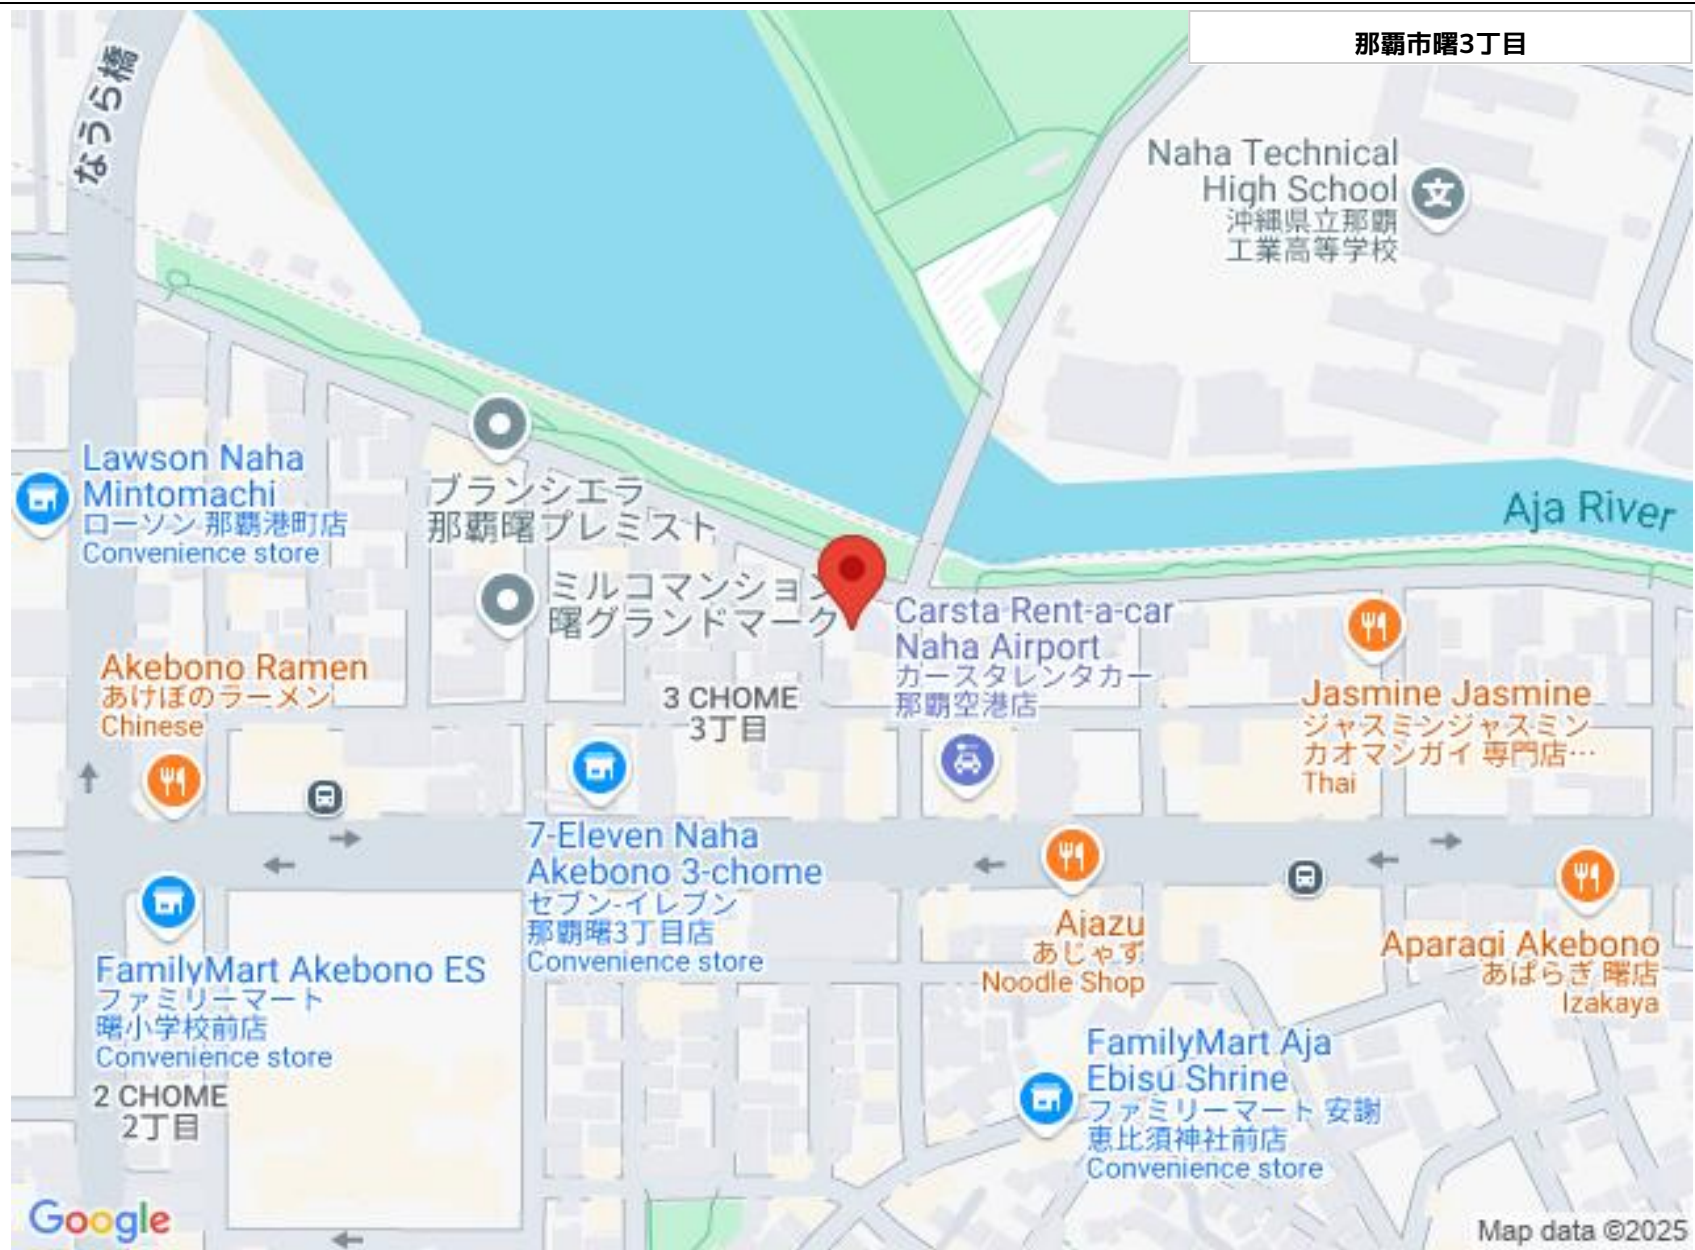 那覇市曙3丁目
なうら橋
Naha Technical
High School
沖縄県立那覇
工業高等学校
Lawson Naha
Mintomachi
ローソン 那覇港町店
Convenience store
ブランシエラ
那覇曙プレミスト
Aja River
ミルコマンション
曙グランドマーク
Carsta Rent-a-car
Naha Airport
カースタレンタカー
那覇空港店
Akebono Ramen
あけぼのラーメン
Chinese
3 CHOME
3丁目
Jasmine Jasmine
ジャスミンジャスミン
カオマンガイ 専門店…
Thai
7-Eleven Naha
Akebono 3-chome
セブン-イレブン
那覇曙3丁目店
Convenience store
Ajazu
あじゃず
Noodle Shop
Aparagi Akebono
あぱらぎ 曙店
Izakaya
FamilyMart Akebono ES
ファミリーマート
曙小学校前店
Convenience store
FamilyMart Aja
Ebisu Shrine
ファミリーマート 安謝
恵比須神社前店
Convenience store
2 CHOME
2丁目
Google
Map data ©2025